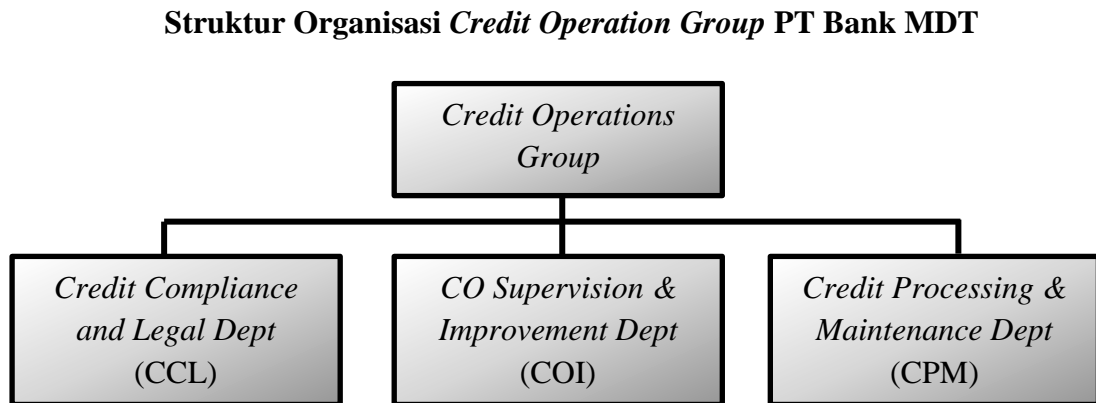 Struktur Organisasi Credit Operation Group PT Bank MDT
Credit Operations
Group
Credit Compliance
and Legal Dept
(CCL)
CO Supervision &
Improvement Dept
(COI)
Credit Processing &
Maintenance Dept
(CPM)